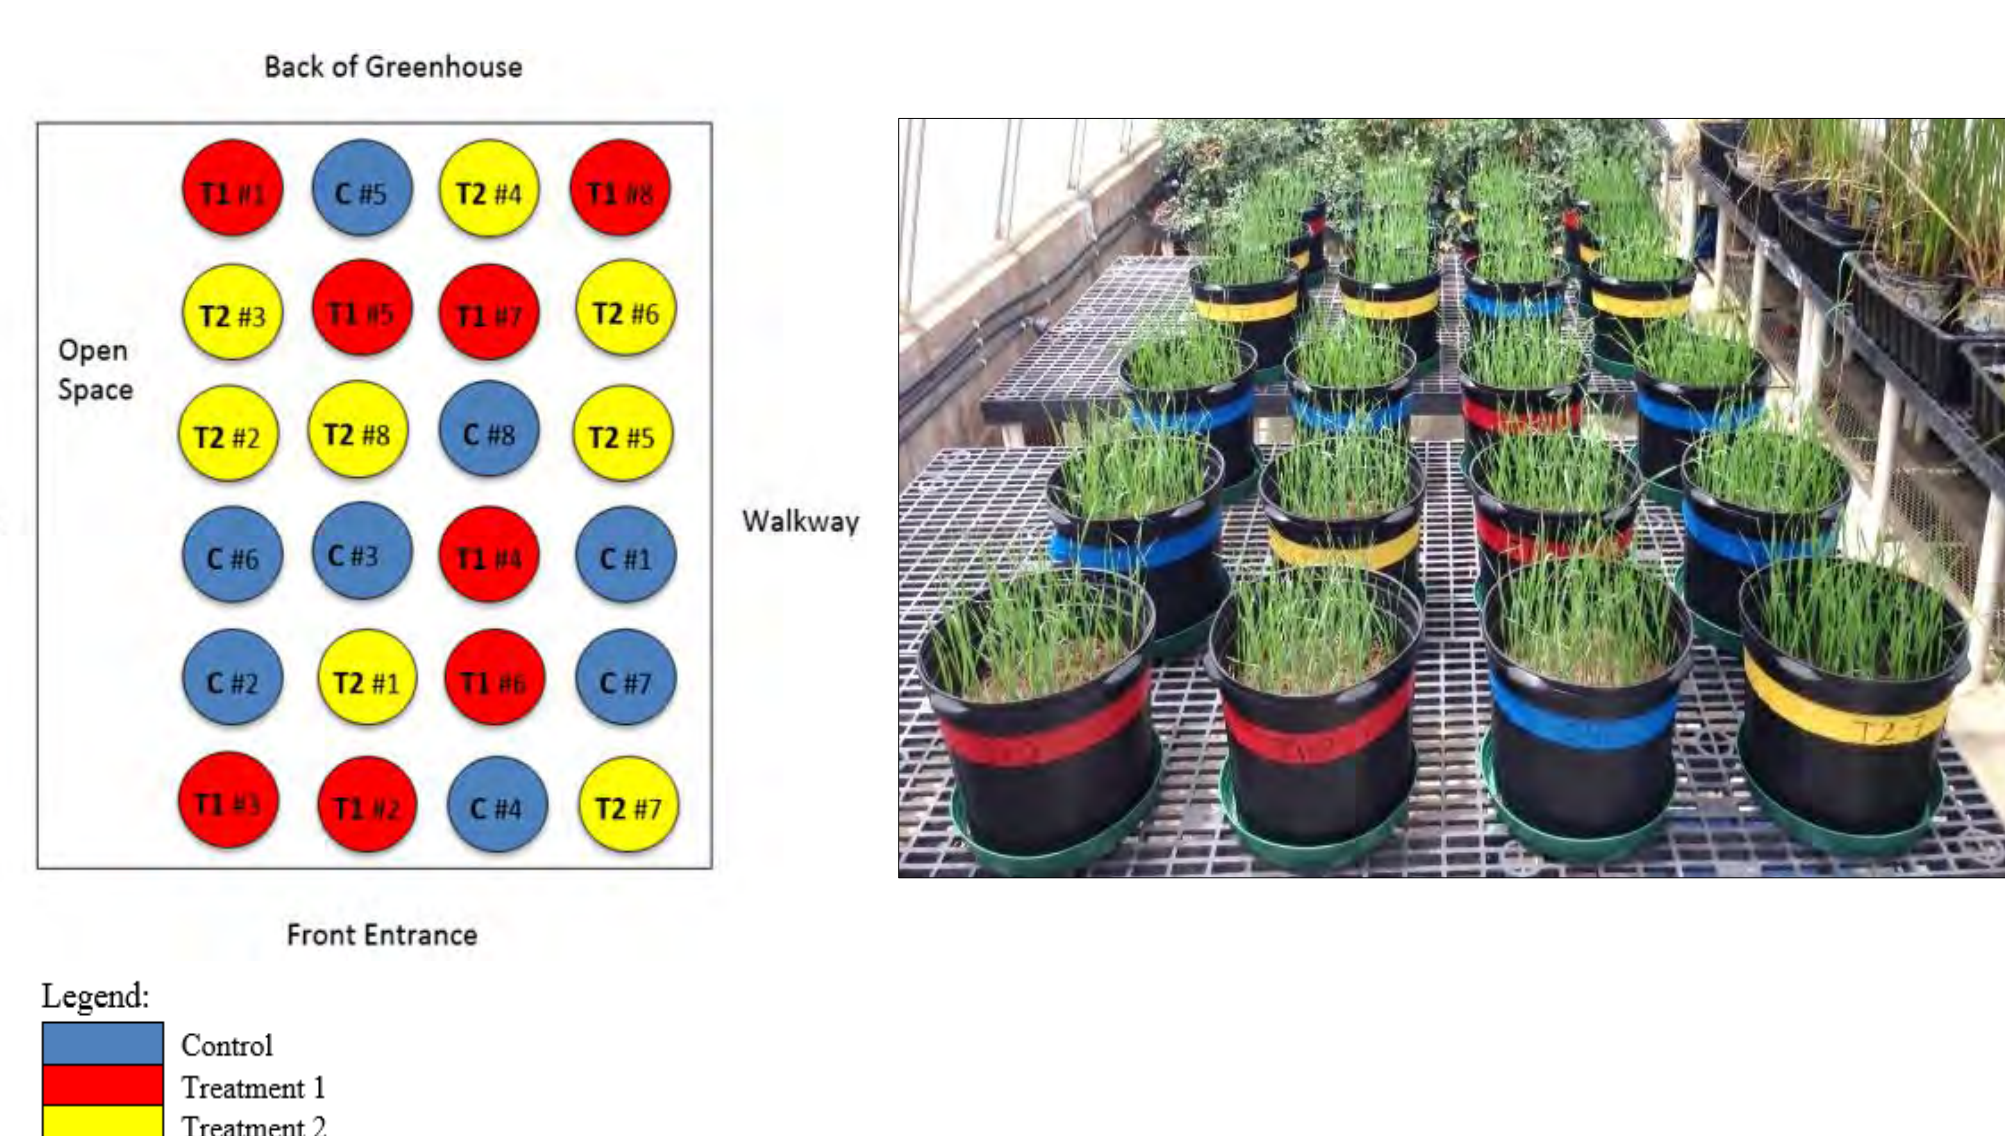 Back of Greenhouse
T1 #1 C #5 T2 #4 T1 #8
T2 #3 T1 #5 T1 #7 T2 #6
Open
Space
T2 #2 T2 #8 C #8 T2 #5
Walkway
C #6 C #3 T1 #4 C #1
C #2 T2 #1 T1 #6 C #7
T1 #3 T1 #2 C #4 T2 #7
Front Entrance
T2-7
Legend:
Control
Treatment 1
Treatment 2